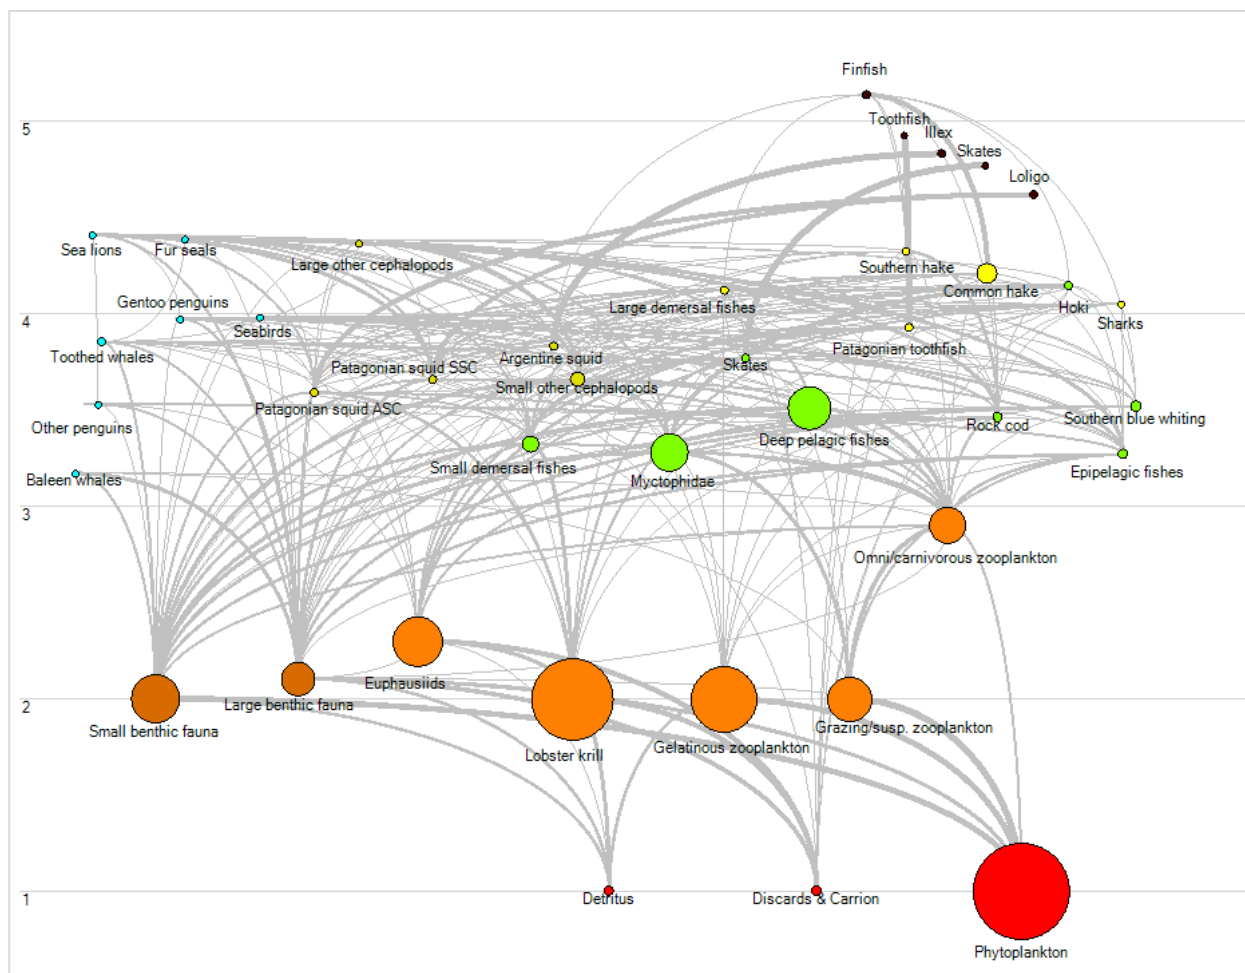 Finfish
5
Toothfish
Illex
Skates
Loligo
Sea lions
Fur seals
Large other cephalopods
Southern hake
Common hake
Gentoo penguins
Large demersal fishes
Hoki
4
Seabirds
Sharks
Toothed whales
Patagonian squid SSC
Argentine squid
Skates
Patagonian toothfish
Small other cephalopods
Patagonian squid ASC
Other penguins
Deep pelagic fishes
Rock cod
Southern blue whiting
Baleen whales
Small demersal fishes
Myctophidae
Epipelagic fishes
3
Omni/carnivorous zooplankton
Euphausiids
2
Large benthic fauna
Small benthic fauna
Lobster krill
Gelatinous zooplankton
Grazing/susp. zooplankton
1
Detritus
Discards & Carrion
Phytoplankton